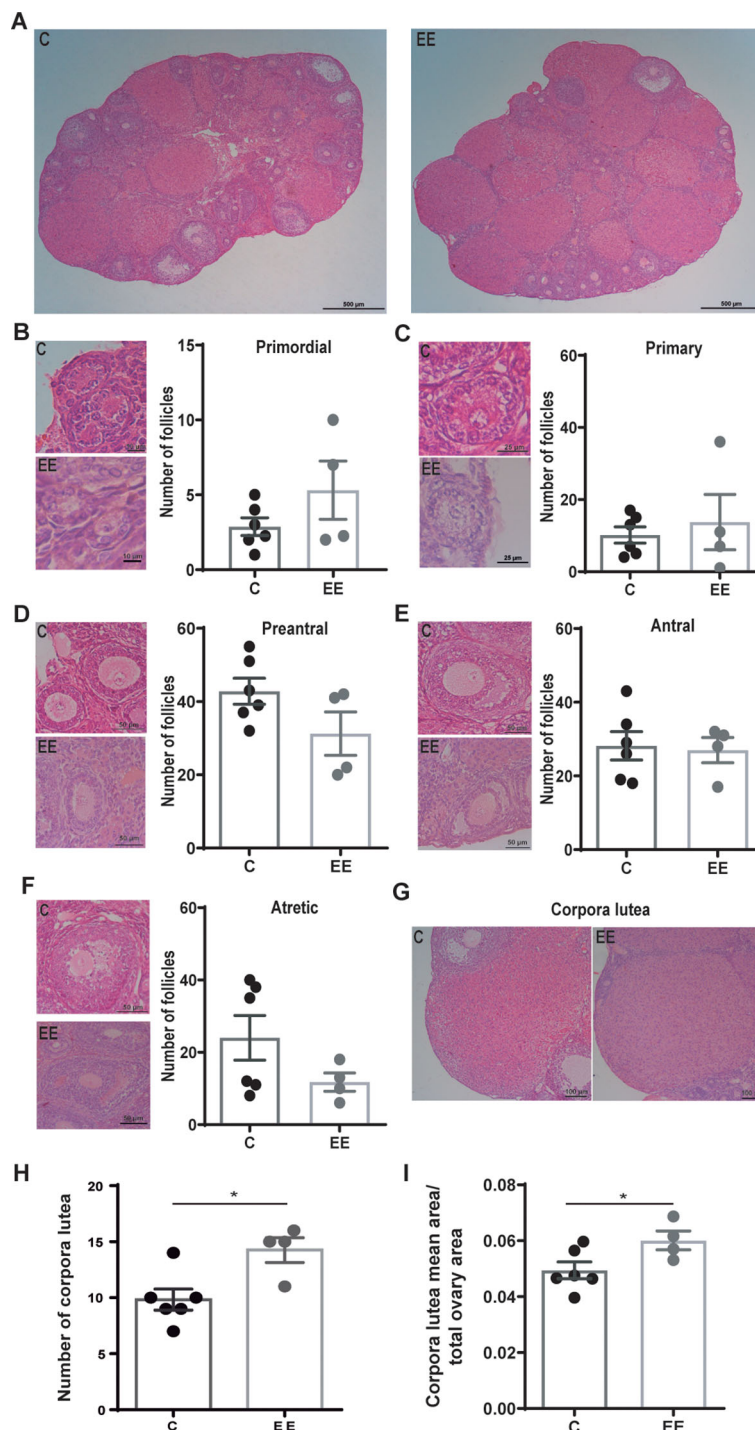 A
C
EE
500 µm
500 µm
B
C
EE
10 µm
Primordial
Number of follicles
15
10
5
0
C
EE
C
C
25 µm
EE
25 µm
Primary
Number of follicles
60
40
20
0
C
EE
D
C
50 µm
EE
50 µm
Preantral
Number of follicles
60
40
20
0
C
EE
E
C
50 µm
EE
50 µm
Antral
Number of follicles
60
40
20
0
C
EE
F
C
50 µm
EE
50 µm
Atretic
Number of follicles
60
40
20
0
C
EE
G
Corpora lutea
C
100 µm
EE
100
H
Number of corpora lutea
20
15
10
5
0
*
C
EE
I
Corpora lutea mean area/
total ovary area
0.08
0.06
0.04
0.02
0.00
*
C
EE